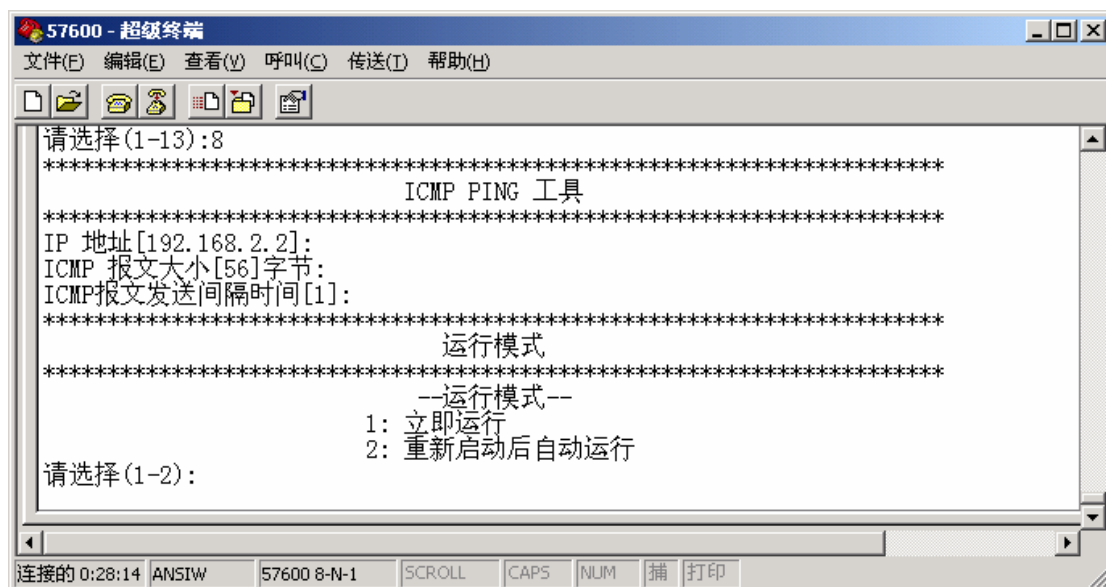 57600 - 超级终端
文件(F) 编辑(E) 查看(V) 呼叫(C) 传送(T) 帮助(H)
请选择(1-13):8
**********************************************************************
ICMP PING 工具
**********************************************************************
IP 地址[192.168.2.2]:
ICMP 报文大小[56]字节:
ICMP报文发送间隔时间[1]:
**********************************************************************
运行模式
**********************************************************************
--运行模式--
1: 立即运行
2: 重新启动后自动运行
请选择(1-2):
连接的 0:28:14 ANSIW 57600 8-N-1 SCROLL CAPS NUM 捕 打印